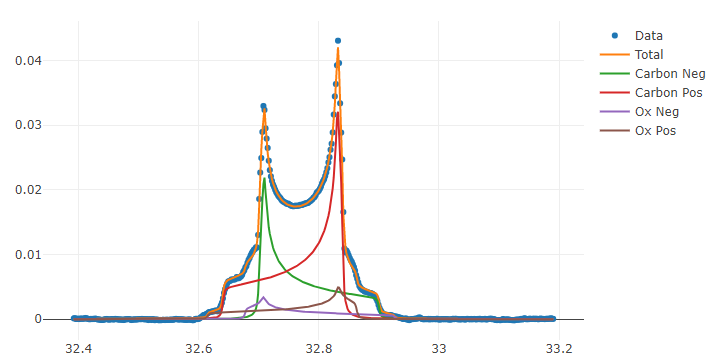 Data
Total
Carbon Neg
Carbon Pos
Ox Neg
Ox Pos
0.04
0.03
0.02
0.01
0
32.4 32.6 32.8 33 33.2